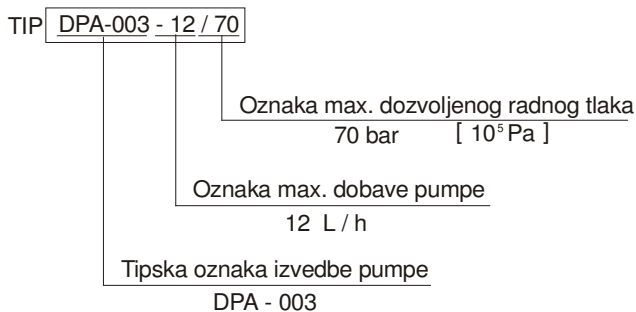 TIP DPA-003 - 12 / 70
Oznaka max. dozvoljenog radnog tlaka
70 bar [ 10⁵ Pa ]
Oznaka max. dobave pumpe
12 L / h
Tipska oznaka izvedbe pumpe
DPA - 003